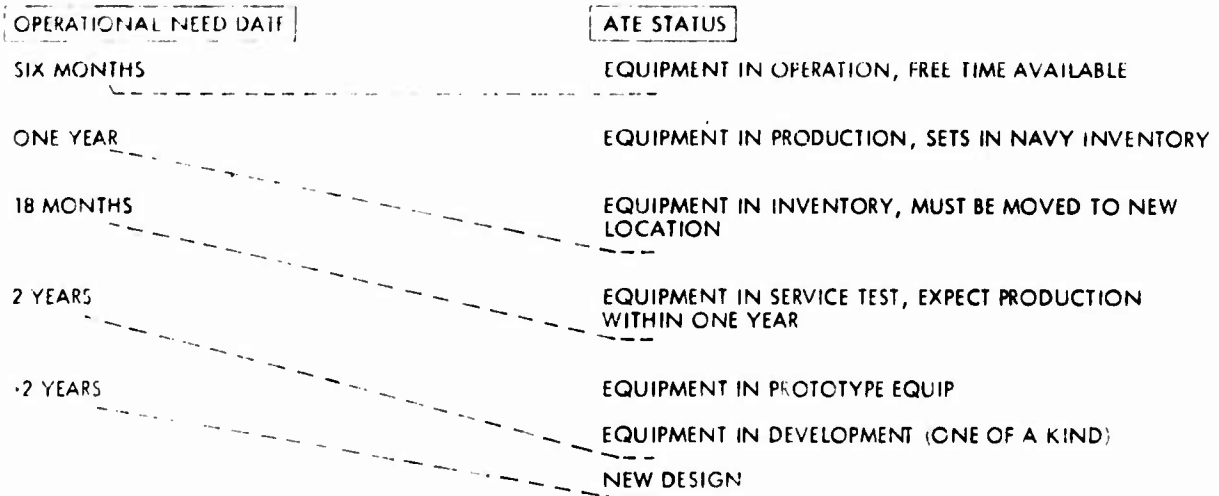 OPERATIONAL NEED DATE
ATE STATUS
SIX MONTHS
EQUIPMENT IN OPERATION, FREE TIME AVAILABLE
ONE YEAR
EQUIPMENT IN PRODUCTION, SETS IN NAVY INVENTORY
18 MONTHS
EQUIPMENT IN INVENTORY, MUST BE MOVED TO NEW
LOCATION
2 YEARS
EQUIPMENT IN SERVICE TEST, EXPECT PRODUCTION
WITHIN ONE YEAR
2 YEARS
EQUIPMENT IN PROTOTYPE EQUIP
EQUIPMENT IN DEVELOPMENT (ONE OF A KIND)
NEW DESIGN